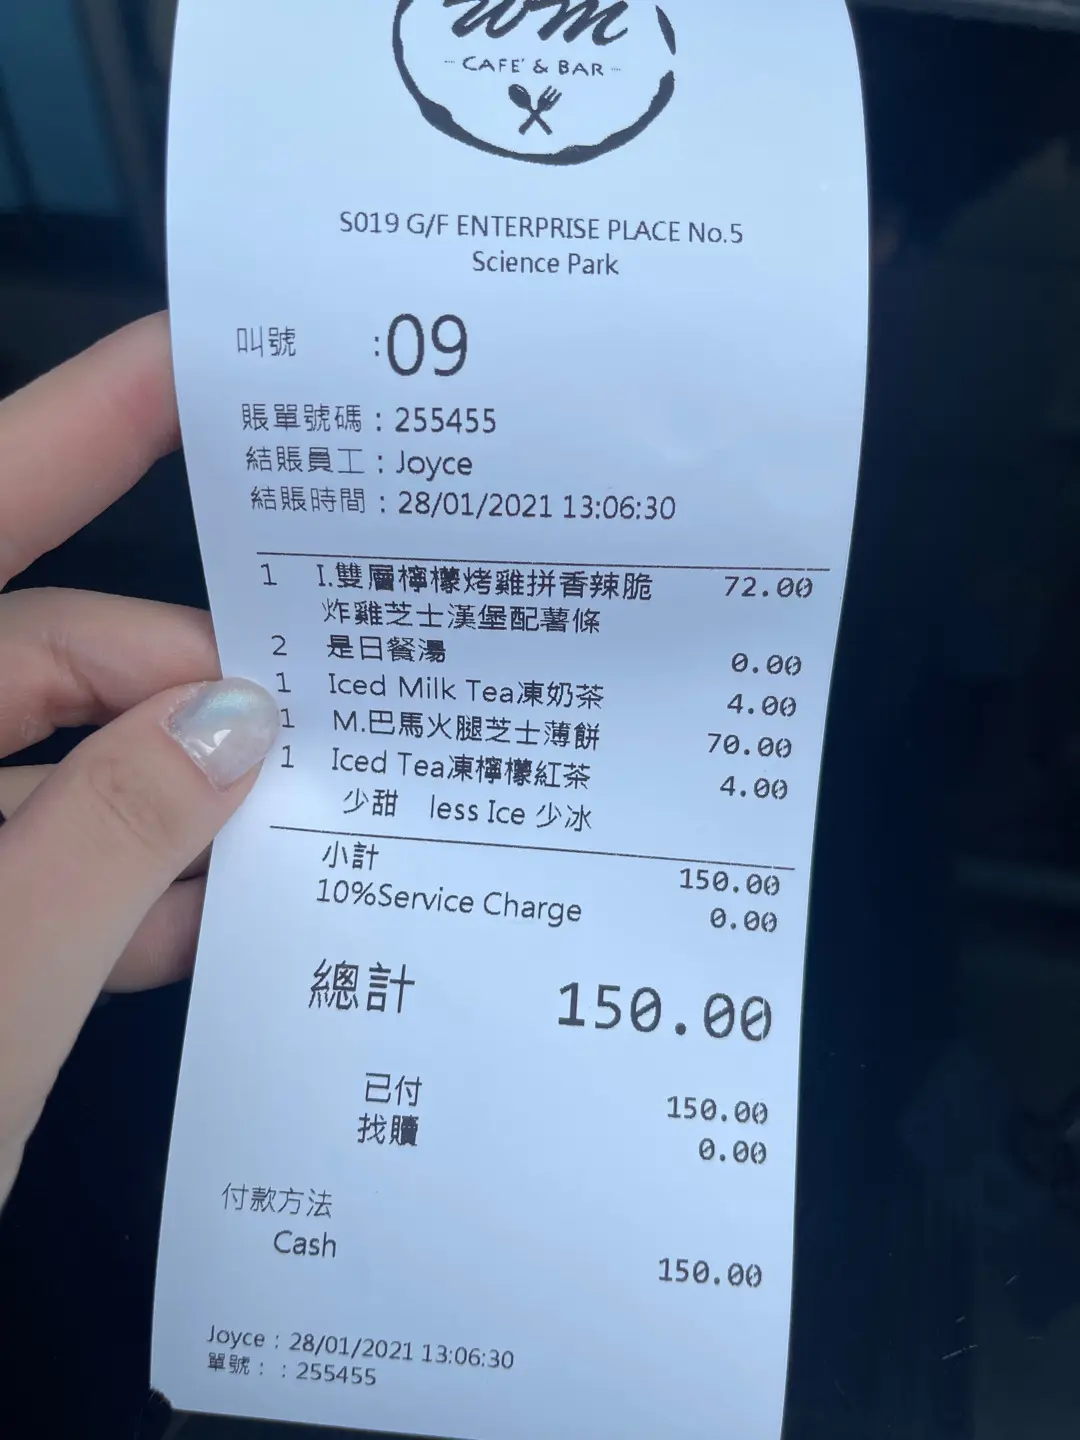 wm
CAFE' & BAR
S019 G/F ENTERPRISE PLACE No.5
Science Park
叫號 :09
賬單號碼：255455
結賬員工：Joyce
結賬時間：28/01/2021 13:06:30
1 I.雙層檸檬烤雞拼香辣脆 72.00
炸雞芝士漢堡配薯條
2 是日餐湯 0.00
1 Iced Milk Tea凍奶茶 4.00
1 M.巴馬火腿芝士薄餅 70.00
1 Iced Tea凍檸檬紅茶 4.00
少甜 less Ice 少冰
小計 150.00
10%Service Charge 0.00
總計 150.00
已付 150.00
找贖 0.00
付款方法
Cash 150.00
Joyce：28/01/2021 13:06:30
單號：：255455